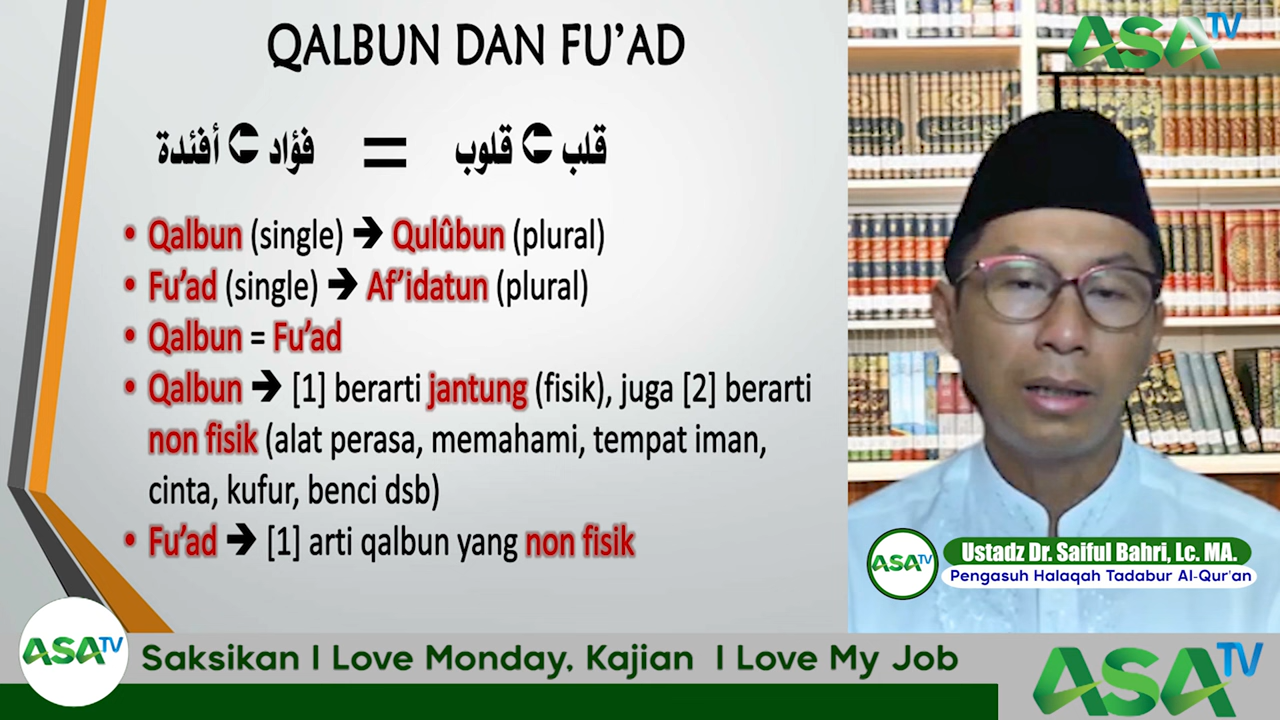 QALBUN DAN FU'AD
قلب ➲ قلوب = فؤاد ➲ أفئدة
• Qalbun (single) ➔ Qulûbun (plural)
• Fu'ad (single) ➔ Af'idatun (plural)
• Qalbun = Fu'ad
• Qalbun ➔ [1] berarti jantung (fisik), juga [2] berarti
non fisik (alat perasa, memahami, tempat iman,
cinta, kufur, benci dsb)
• Fu'ad ➔ [1] arti qalbun yang non fisik
ASA TV
ASA TV
Ustadz Dr. Saiful Bahri, Lc. MA.
Pengasuh Halaqah Tadabur Al-Qur'an
ASA TV
Saksikan I Love Monday, Kajian I Love My Job
ASA TV